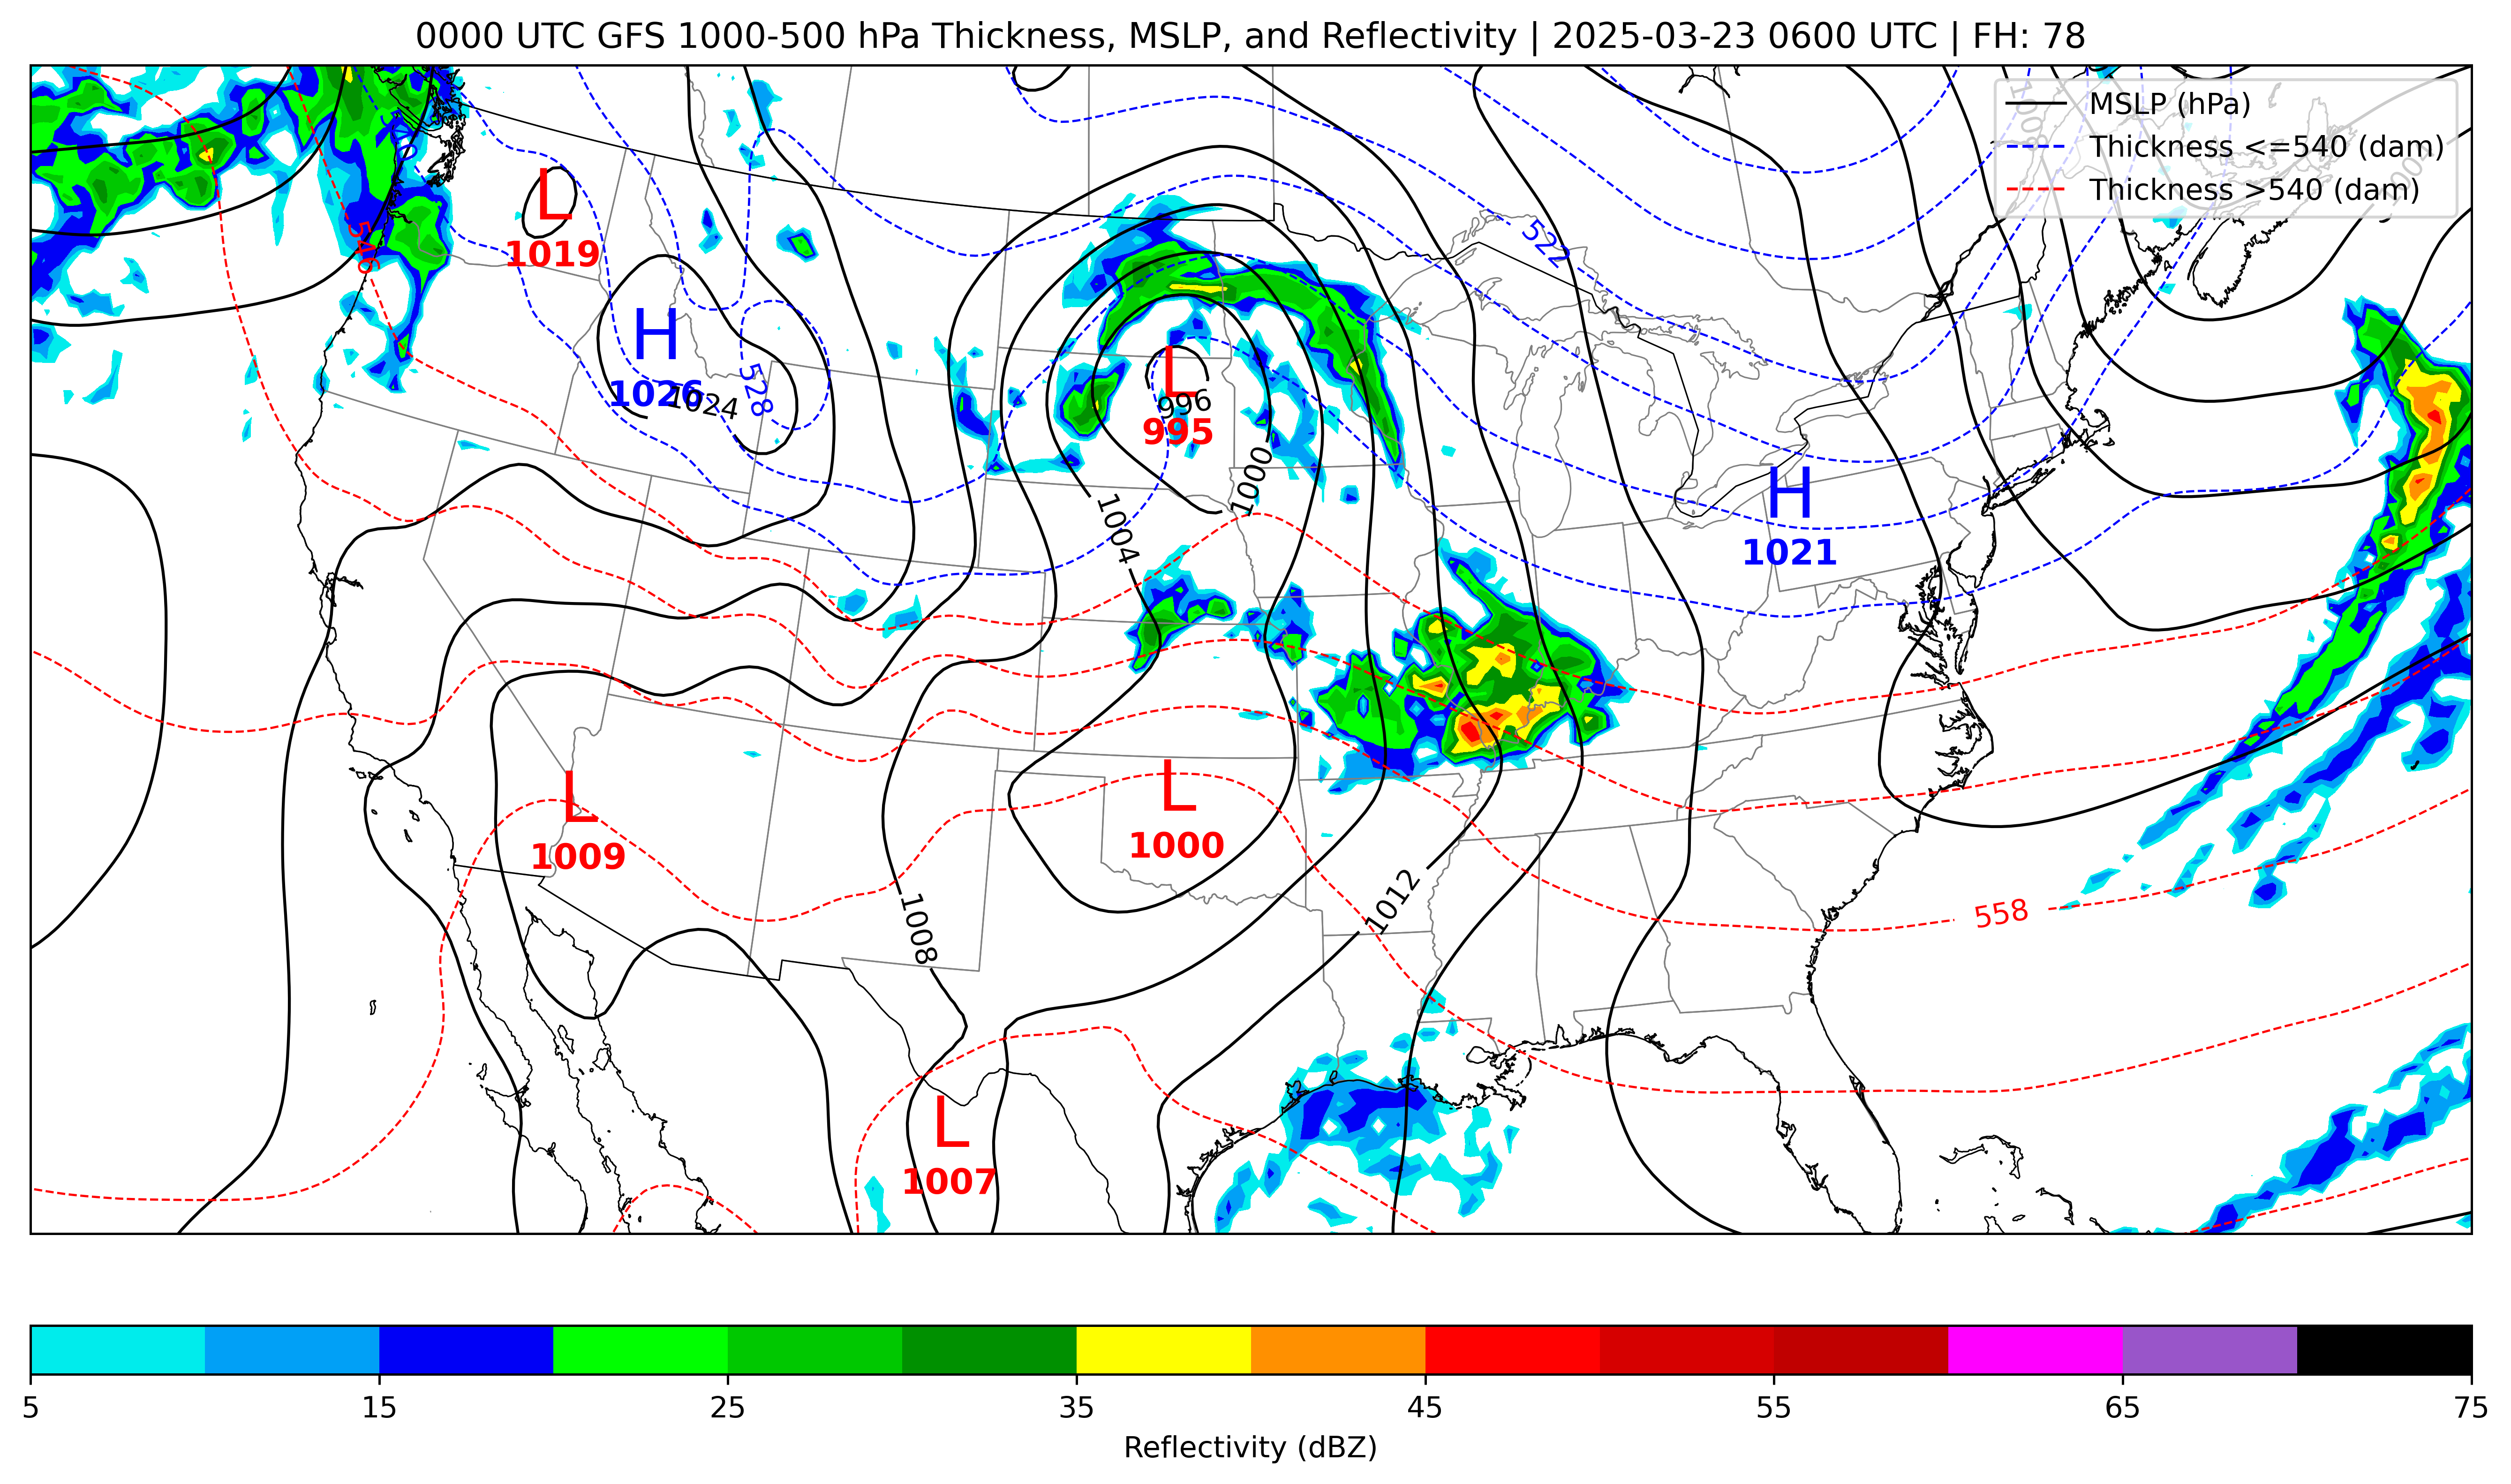 0000 UTC GFS 1000-500 hPa Thickness, MSLP, and Reflectivity | 2025-03-23 0600 UTC | FH: 78
MSLP (hPa)
Thickness <=540 (dam)
Thickness >540 (dam)
L
1019
546
522
H
1026
1024
528
L
996
995
1000
1004
H
1021
L
1009
L
1000
1008
1012
558
L
1007
5 15 25 35 45 55 65 75
Reflectivity (dBZ)